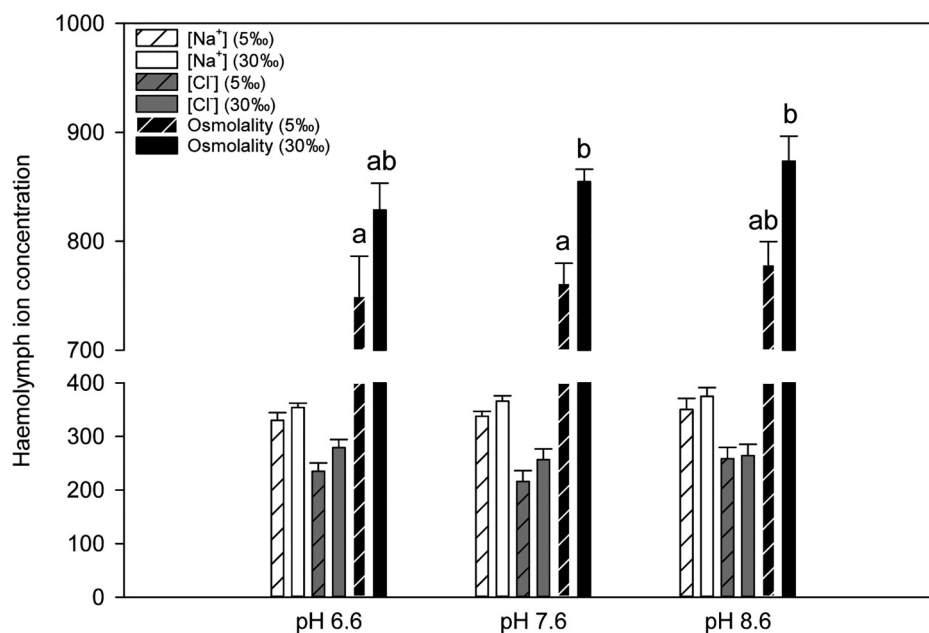 1000
[Na⁺] (5‰)
[Na⁺] (30‰)
[Cl⁻] (5‰)
[Cl⁻] (30‰)
Osmolality (5‰)
Osmolality (30‰)
900
800
700
400
300
200
100
0
Haemolymph ion concentration
a
ab
a
b
ab
b
pH 6.6
pH 7.6
pH 8.6